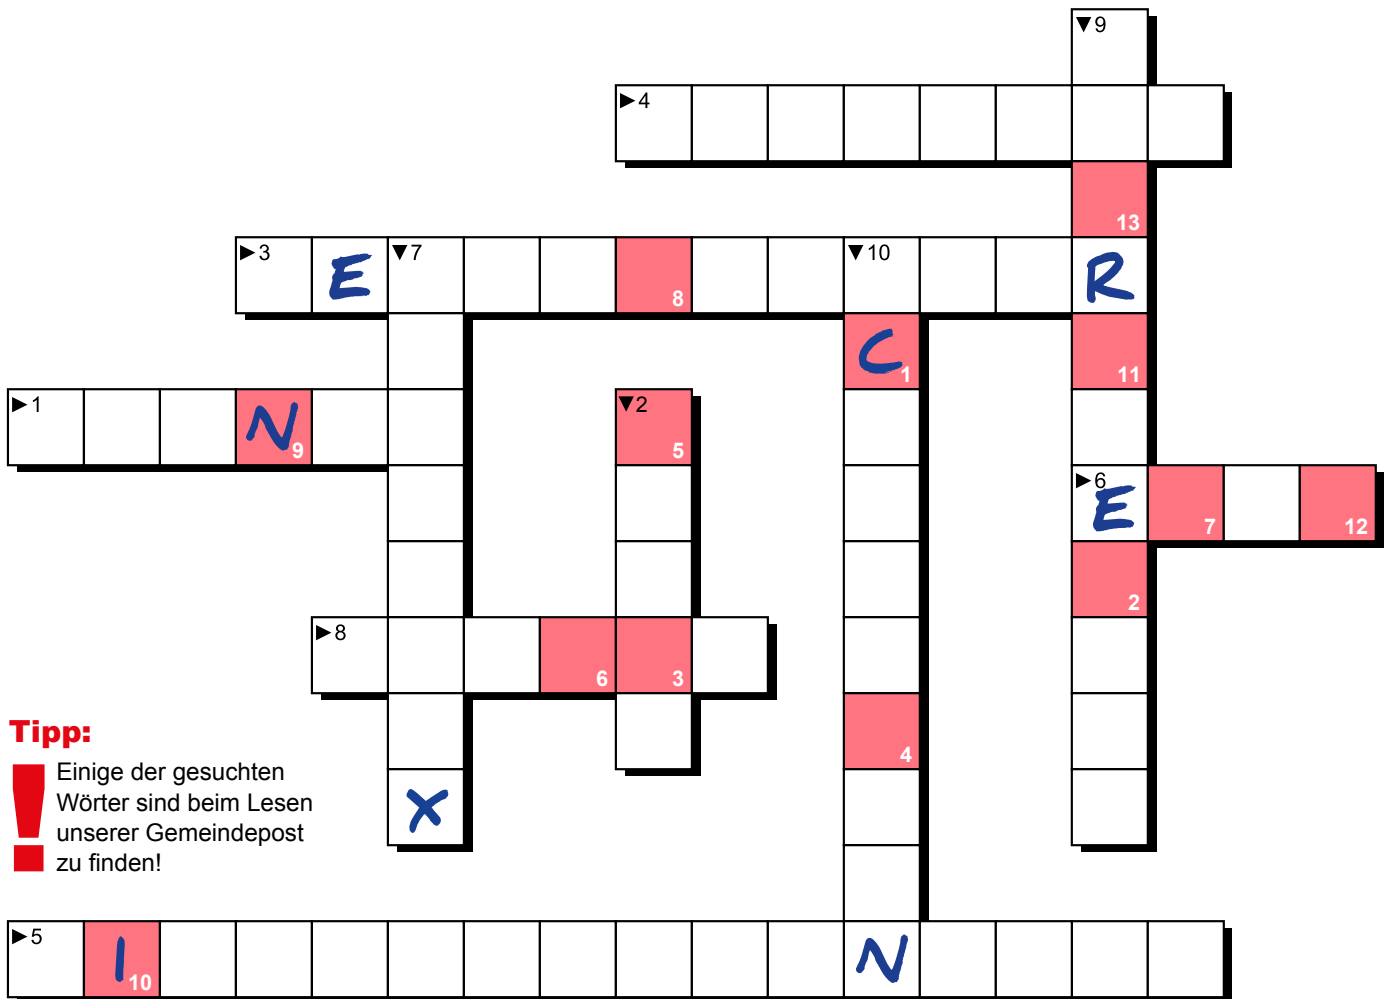 ▼9
▶4
13
▶3 E ▼7 8 ▼10 R
C 1 11
▶1 N 9 ▼2 5
▶6 E 7 12
2
▶8 6 3
4
Tipp:
! Einige der gesuchten
Wörter sind beim Lesen
unserer Gemeindepost
zu finden!
X
▶5 I 10 N